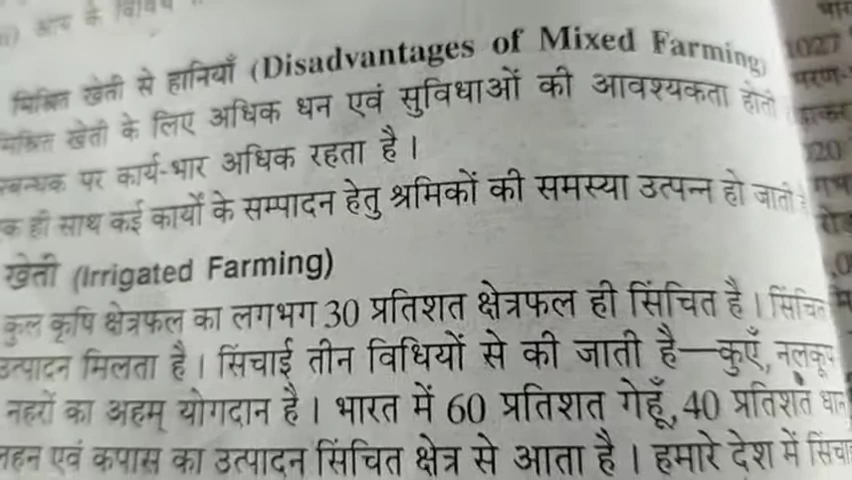 के विविध
मिश्रित खेती से हानियाँ (Disadvantages of Mixed Farming)
मिश्रित खेती के लिए अधिक धन एवं सुविधाओं की आवश्यकता होती
पर कार्य-भार अधिक रहता है ।
ही साथ कई कार्यों के सम्पादन हेतु श्रमिकों की समस्या उत्पन्न हो जाती है
खेती (Irrigated Farming)
कुल कृषि क्षेत्रफल का लगभग 30 प्रतिशत क्षेत्रफल ही सिंचित है । सिंचित
उत्पादन मिलता है । सिंचाई तीन विधियों से की जाती है—कुएँ, नलकूप
नहरों का अहम् योगदान है । भारत में 60 प्रतिशत गेहूँ, 40 प्रतिशत धान
एवं कपास का उत्पादन सिंचित क्षेत्र से आता है । हमारे देश में
1027